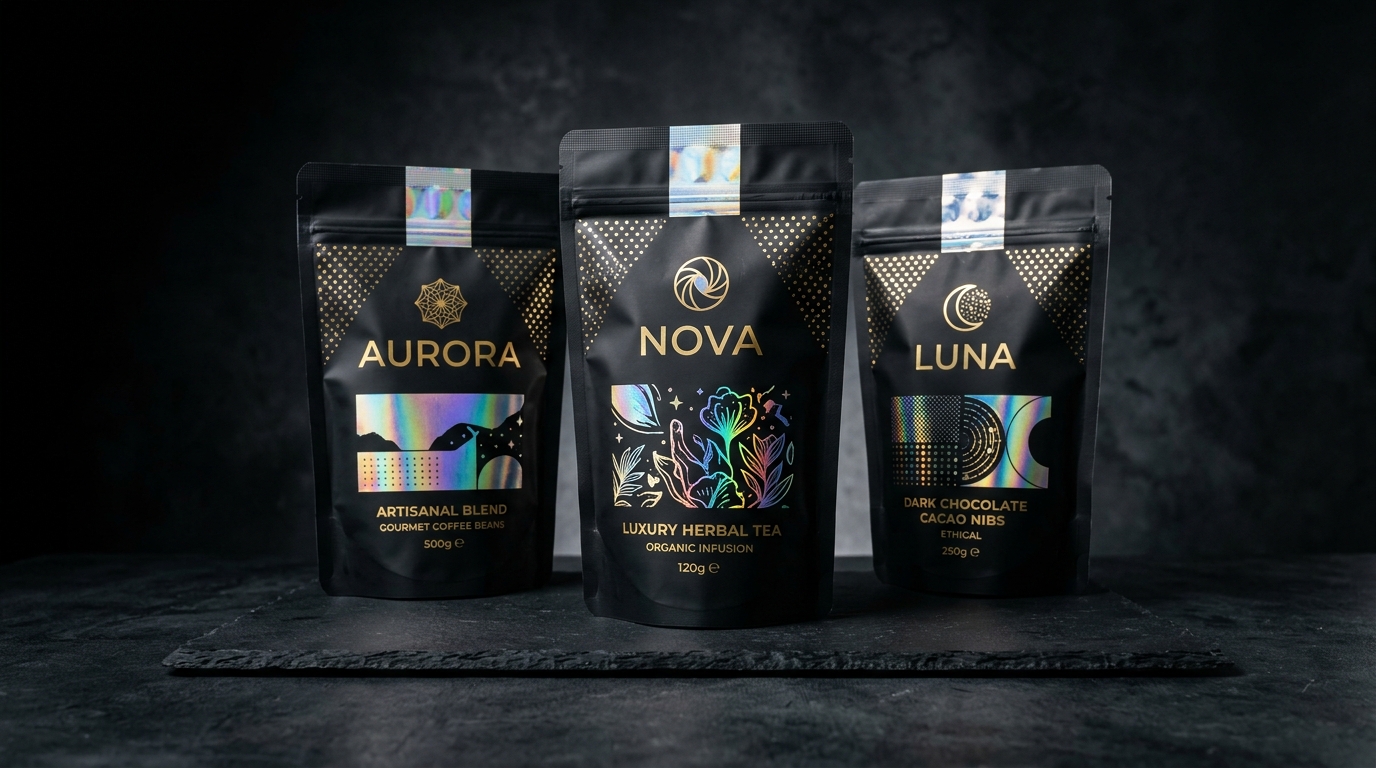 AURORA
ARTISANAL BLEND
GOURMET COFFEE BEANS
500g ℮
NOVA
LUXURY HERBAL TEA
ORGANIC INFUSION
120g ℮
LUNA
DARK CHOCOLATE
CACAO NIBS
ETHICAL
250g ℮